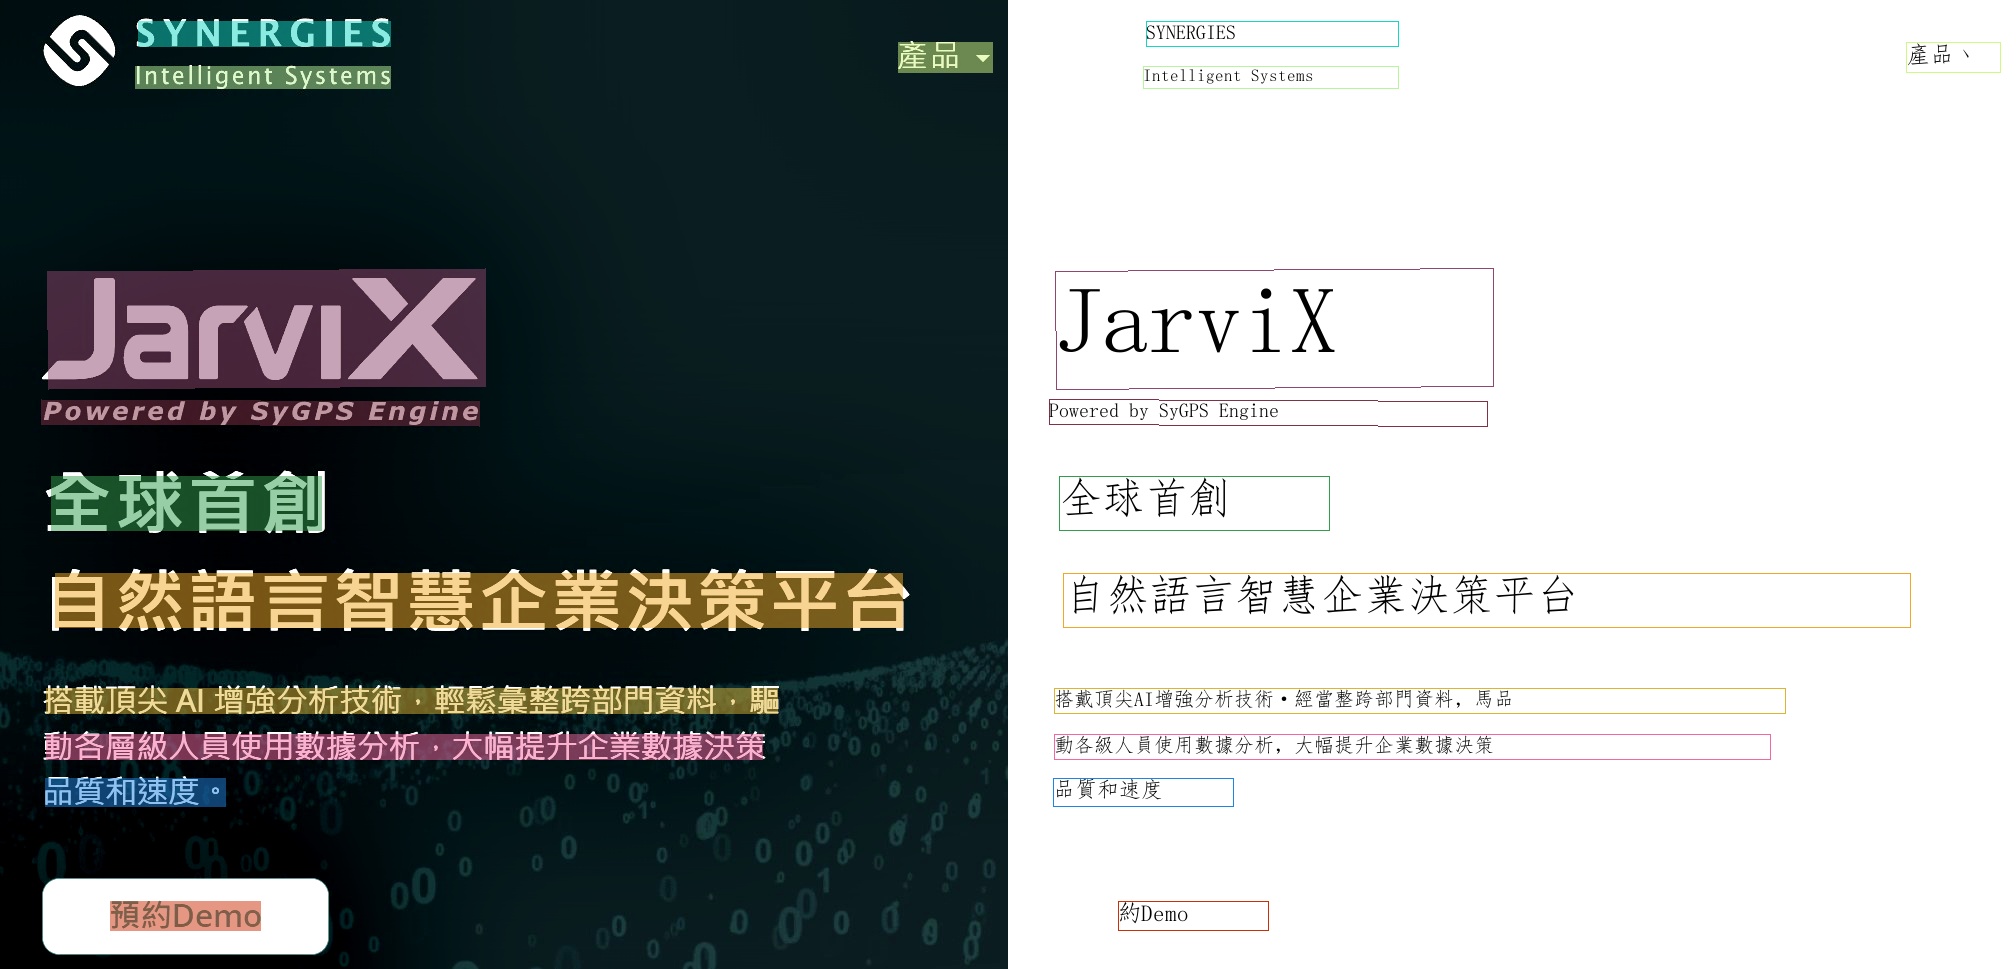 SYNERGIES
Intelligent Systems
產品
JarviX
Powered by SyGPS Engine
全球首創
自然語言智慧企業決策平台
搭載頂尖 AI 增強分析技術，輕鬆彙整跨部門資料，驅
動各層級人員使用數據分析，大幅提升企業數據決策
品質和速度。
預約Demo
SYNERGIES
Intelligent Systems
產品、
JarviX
Powered by SyGPS Engine
全球首創
自然語言智慧企業決策平台
搭戴頂尖AI增強分析技術•經當整跨部門資料，馬品
動各級人員使用數據分析，大幅提升企業數據決策
品質和速度
約Demo